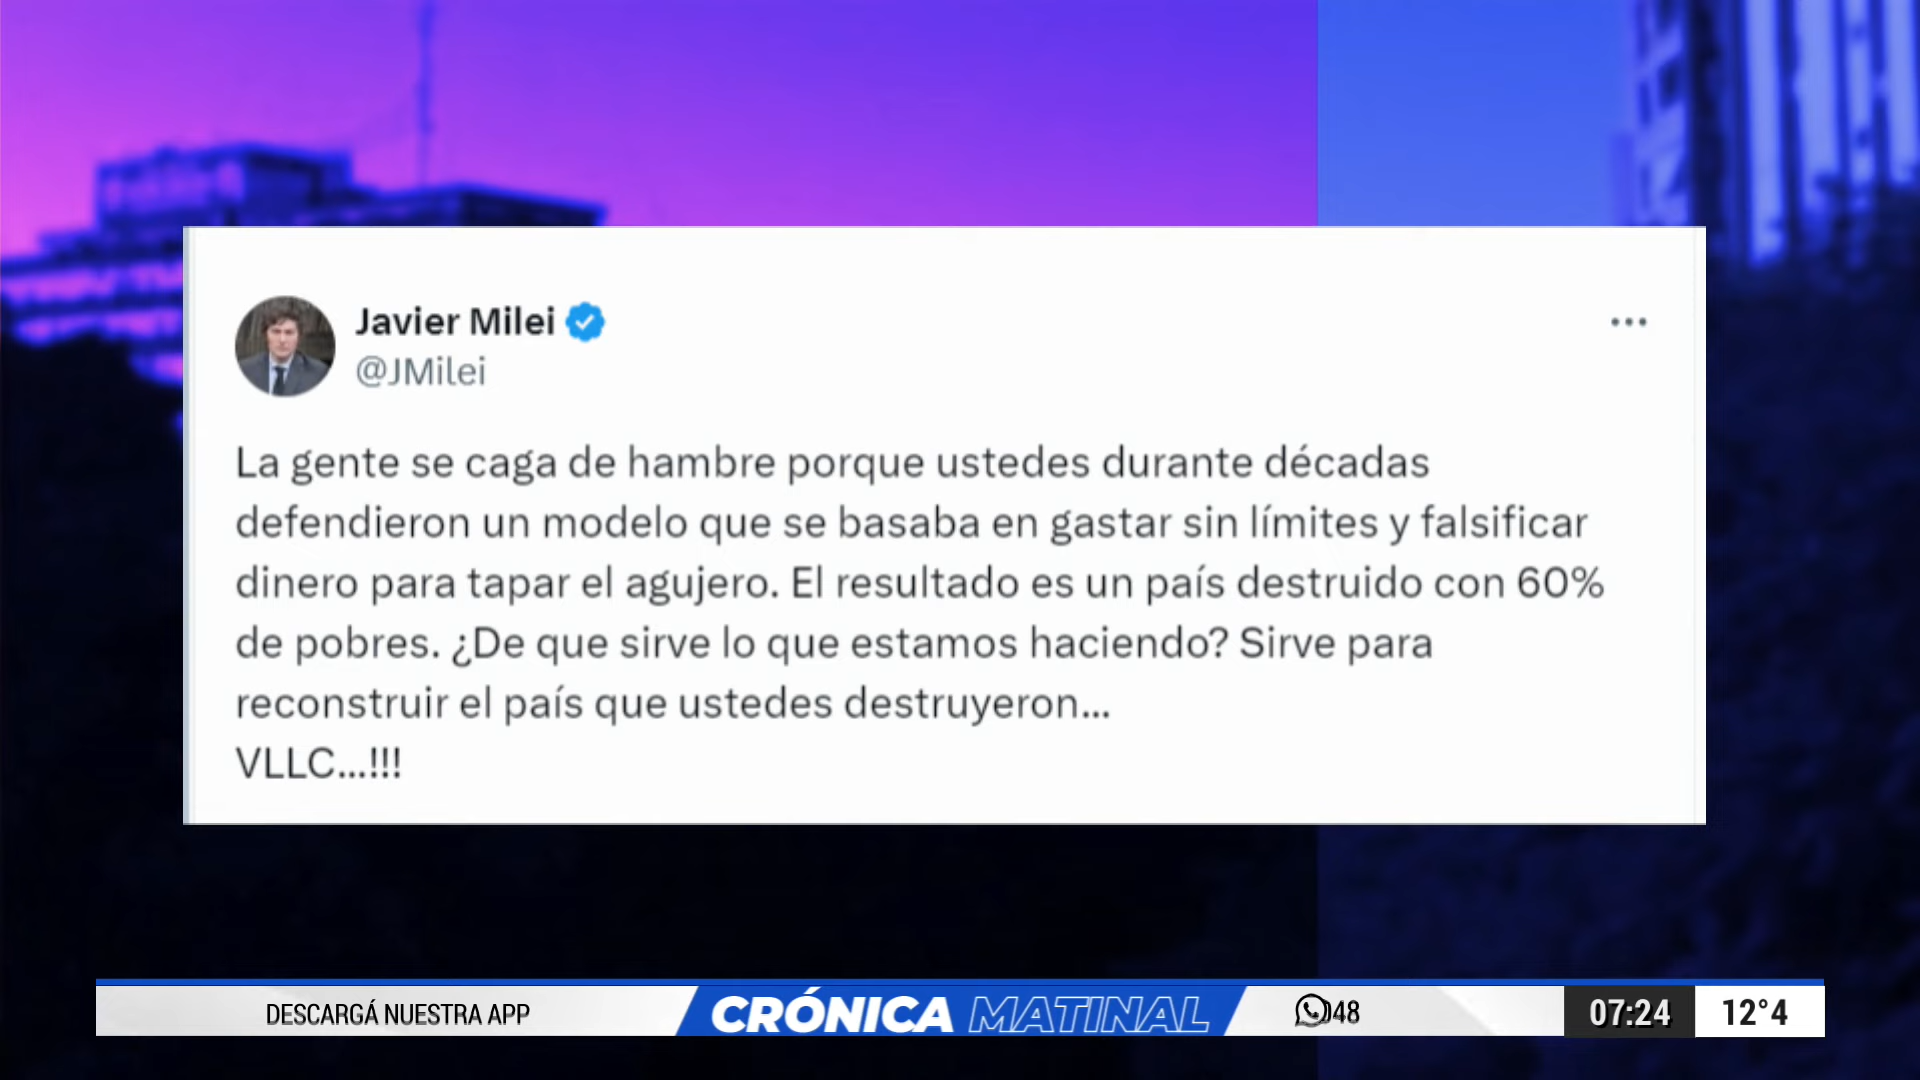 Javier Milei
@JMilei
La gente se caga de hambre porque ustedes durante décadas
defendieron un modelo que se basaba en gastar sin límites y falsificar
dinero para tapar el agujero. El resultado es un país destruido con 60%
de pobres. ¿De que sirve lo que estamos haciendo? Sirve para
reconstruir el país que ustedes destruyeron...
VLLC...!!!
DESCARGÁ NUESTRA APP
CRÓNICA MATINAL
48
07:24
12°4